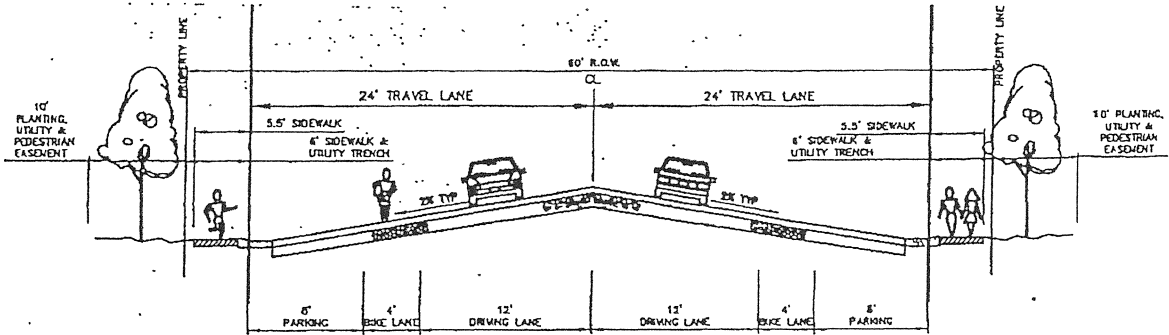 PROPERTY LINE
PROPERTY LINE
60' R.O.W.
CL
24' TRAVEL LANE
24' TRAVEL LANE
10'
PLANTING,
UTILITY &
PEDESTRIAN
EASEMENT
5.5' SIDEWALK
6' SIDEWALK &
UTILITY TRENCH
5.5' SIDEWALK
6' SIDEWALK &
UTILITY TRENCH
10' PLANTING,
UTILITY &
PEDESTRIAN
EASEMENT
2% TYP
2% TYP
8'
PARKING
4'
BIKE LANE
12'
DRIVING LANE
12'
DRIVING LANE
4'
BIKE LANE
8'
PARKING